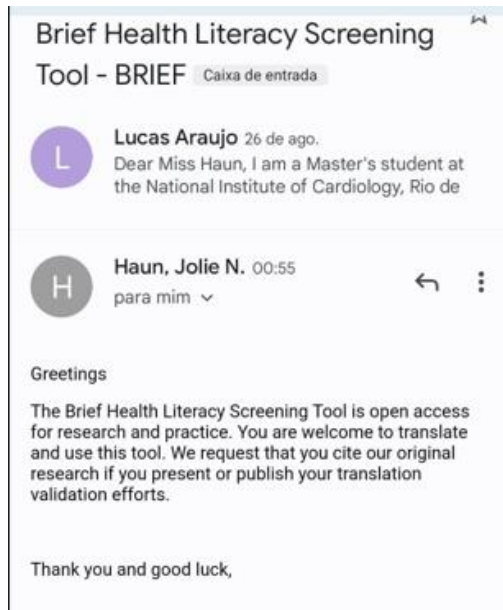 Brief Health Literacy Screening
Tool - BRIEF Caixa de entrada
L
Lucas Araujo 26 de ago.
Dear Miss Haun, I am a Master's student at
the National Institute of Cardiology, Rio de
H
Haun, Jolie N. 00:55
para mim
Greetings
The Brief Health Literacy Screening Tool is open access
for research and practice. You are welcome to translate
and use this tool. We request that you cite our original
research if you present or publish your translation
validation efforts.
Thank you and good luck,